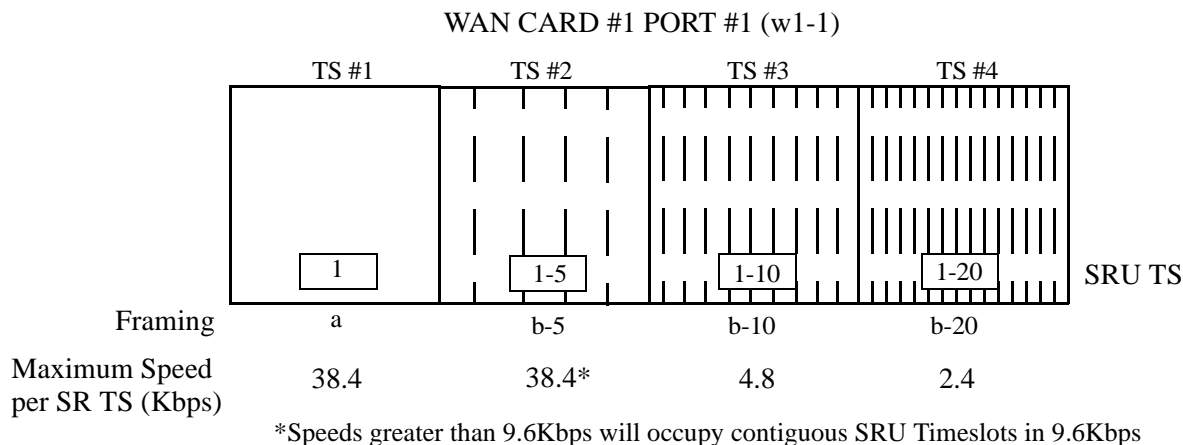 WAN CARD #1 PORT #1 (w1-1)
TS #1 TS #2 TS #3 TS #4
1 1-5 1-10 1-20 SRU TS
Framing a b-5 b-10 b-20
Maximum Speed
per SR TS (Kbps) 38.4 38.4* 4.8 2.4
*Speeds greater than 9.6Kbps will occupy contiguous SRU Timeslots in 9.6Kbps